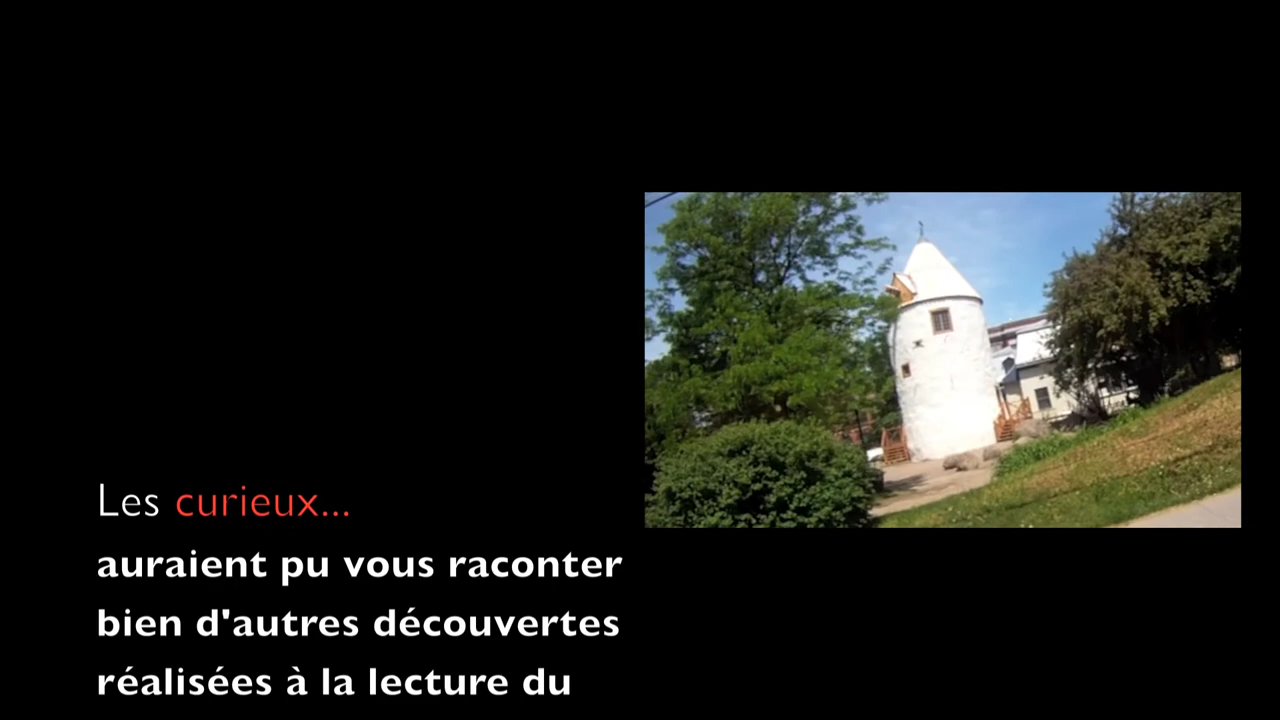 Les curieux...
auraient pu vous raconter
bien d'autres découvertes
réalisées à la lecture du